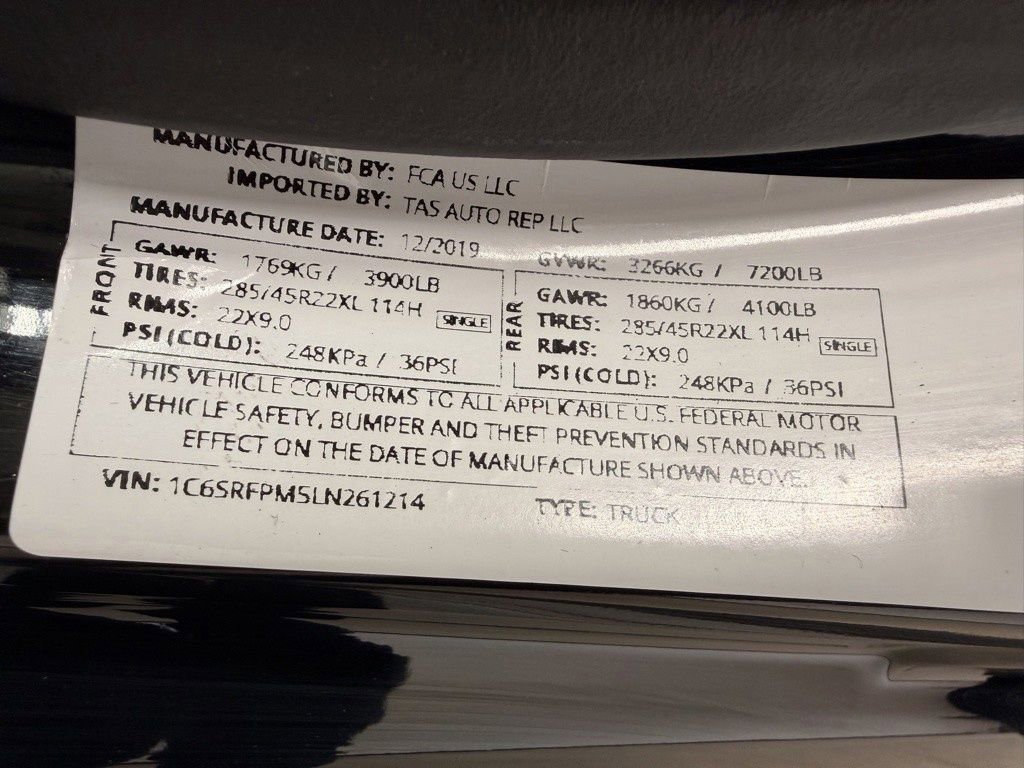 MANUFACTURED BY: FCA US LLC
IMPORTED BY: TAS AUTO REP LLC
MANUFACTURE DATE: 12/2019
GVWR: 3266KG / 7200LB
FRONT
GAWR: 1769KG / 3900LB
TIRES: 285/45R22XL 114H SINGLE
RIMS: 22X9.0
PSI(COLD): 248KPa / 36PSI
REAR
GAWR: 1860KG / 4100LB
TIRES: 285/45R22XL 114H SINGLE
RIMS: 22X9.0
PSI(COLD): 248KPa / 36PSI
THIS VEHICLE CONFORMS TO ALL APPLICABLE U.S. FEDERAL MOTOR
VEHICLE SAFETY, BUMPER AND THEFT PREVENTION STANDARDS IN
EFFECT ON THE DATE OF MANUFACTURE SHOWN ABOVE.
VIN: 1C6SRFPM5LN261214 TYPE: TRUCK